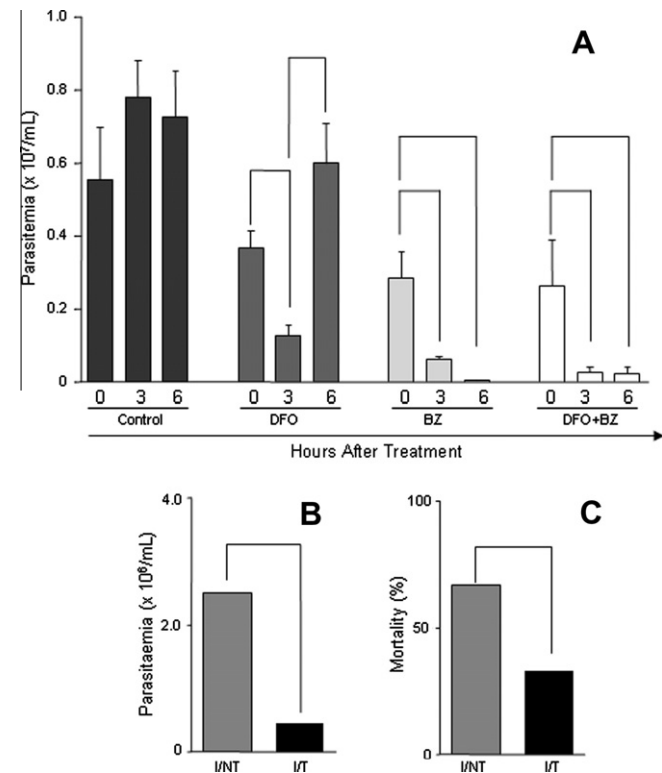 A
Parasitemia (x 10⁷/mL)
1.0
0.8
0.6
0.4
0.2
0
0 3 6 0 3 6 0 3 6 0 3 6
Control DFO BZ DFO+BZ
Hours After Treatment
B
Parasitaemia (x 10⁶/mL)
4.0
2.0
0
I/NT I/T
C
Mortality (%)
100
50
0
I/NT I/T